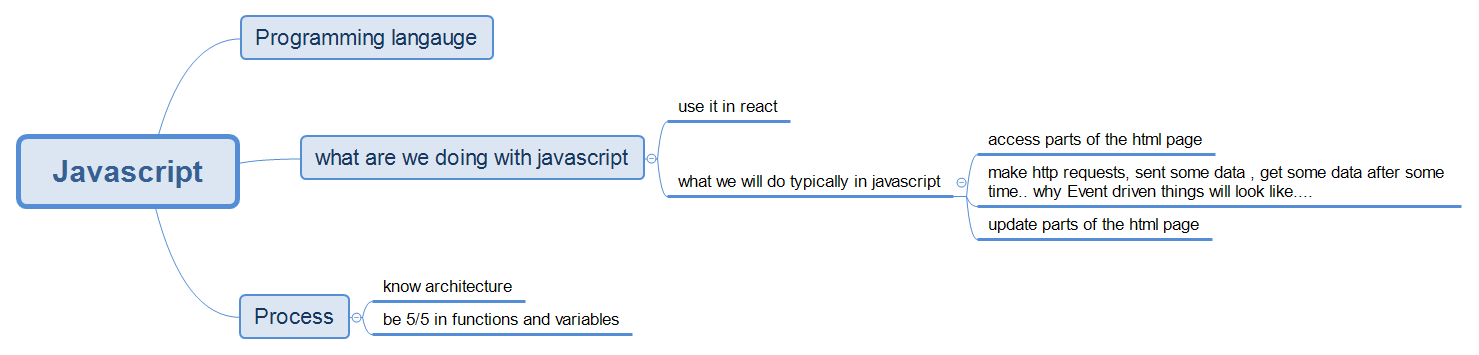 Javascript
Programming langauge
what are we doing with javascript
use it in react
what we will do typically in javascript
access parts of the html page
make http requests, sent some data , get some data after some
time.. why Event driven things will look like....
update parts of the html page
Process
know architecture
be 5/5 in functions and variables